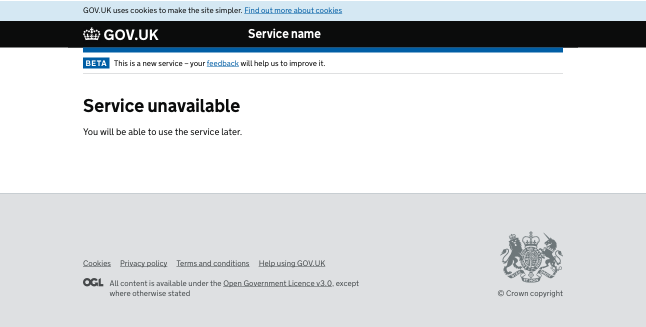 GOV.UK uses cookies to make the site simpler. Find out more about cookies
GOV.UK Service name
BETA This is a new service – your feedback will help us to improve it.
Service unavailable
You will be able to use the service later.
Cookies Privacy policy Terms and conditions Help using GOV.UK
OGL All content is available under the Open Government Licence v3.0, except
where otherwise stated
© Crown copyright